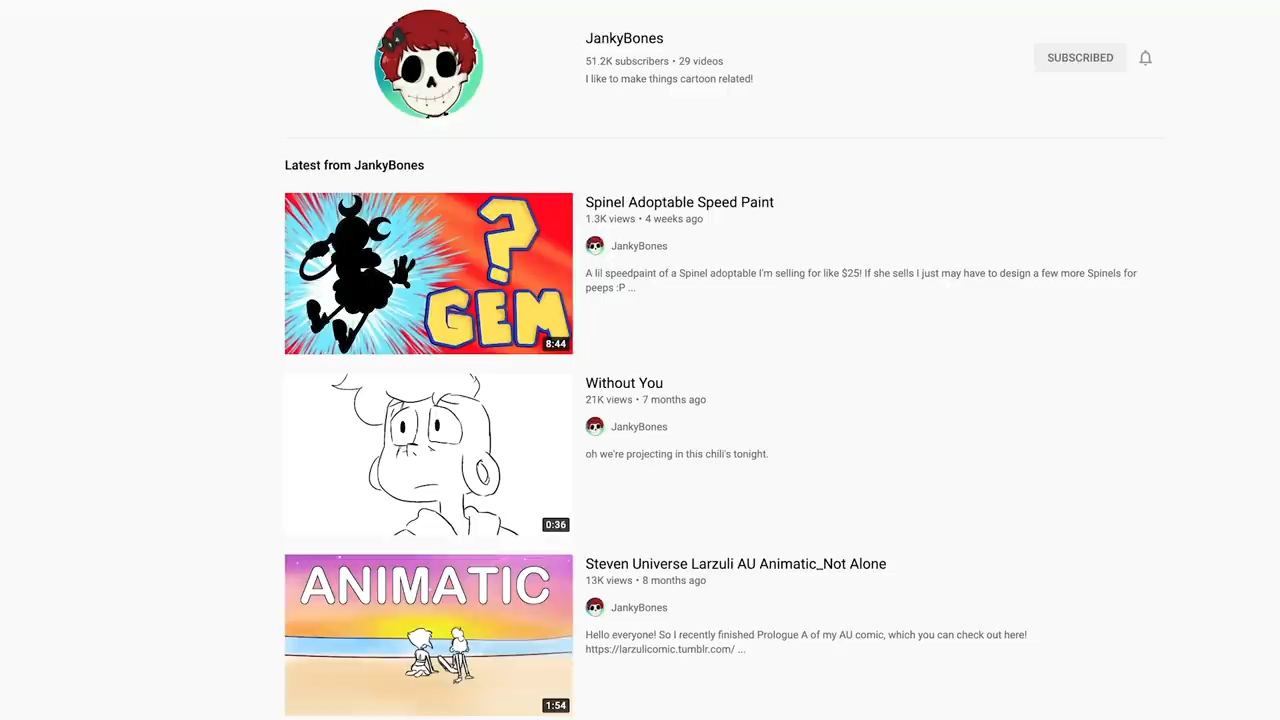 JankyBones
51.2K subscribers • 29 videos
I like to make things cartoon related!
SUBSCRIBED
Latest from JankyBones
? GEM
8:44
Spinel Adoptable Speed Paint
1.3K views • 4 weeks ago
JankyBones
A lil speedpaint of a Spinel adoptable I'm selling for like $25! If she sells I just may have to design a few more Spinels for
peeps :P ...
0:36
Without You
21K views • 7 months ago
JankyBones
oh we're projecting in this chili's tonight.
ANIMATIC
1:54
Steven Universe Larzuli AU Animatic_Not Alone
13K views • 8 months ago
JankyBones
Hello everyone! So I recently finished Prologue A of my AU comic, which you can check out here!
https://larzulicomic.tumblr.com/ ...